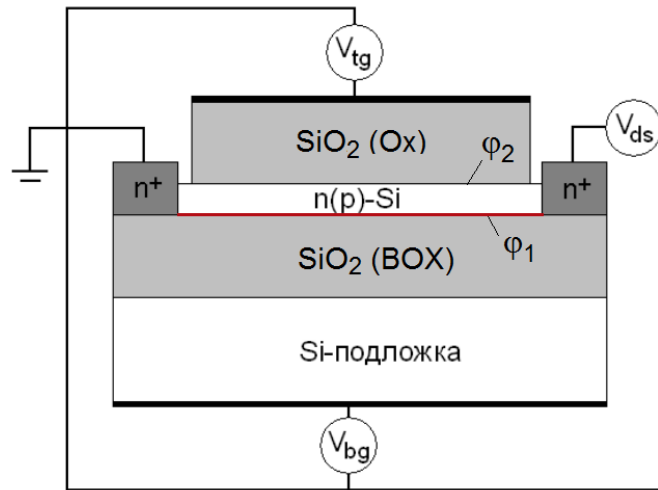 Vtg
SiO2 (Ox)
φ2
Vds
n+
n(p)-Si
n+
φ1
SiO2 (BOX)
Si-подложка
Vbg